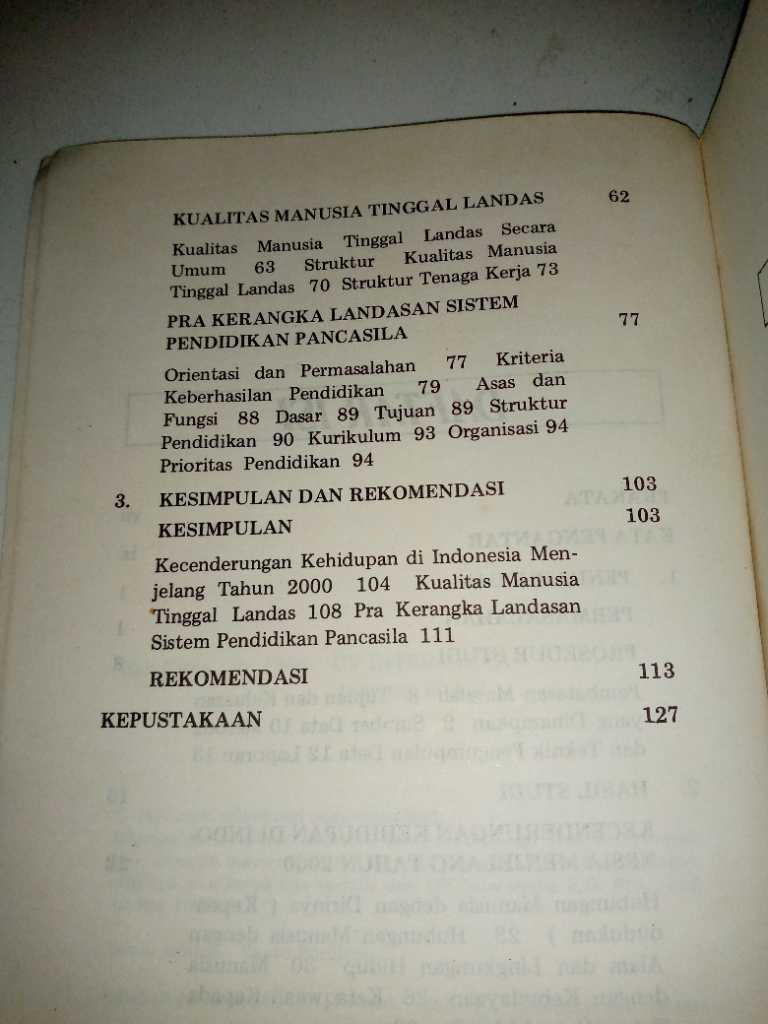 KUALITAS MANUSIA TINGGAL LANDAS 62
Kualitas Manusia Tinggal Landas Secara
Umum 63 Struktur Kualitas Manusia
Tinggal Landas 70 Struktur Tenaga Kerja 73
PRA KERANGKA LANDASAN SISTEM
PENDIDIKAN PANCASILA 77
Orientasi dan Permasalahan 77 Kriteria
Keberhasilan Pendidikan 79 Asas dan
Fungsi 88 Dasar 89 Tujuan 89 Struktur
Pendidikan 90 Kurikulum 93 Organisasi 94
Prioritas Pendidikan 94
3. KESIMPULAN DAN REKOMENDASI 103
KESIMPULAN 103
Kecenderungan Kehidupan di Indonesia Men-
jelang Tahun 2000 104 Kualitas Manusia
Tinggal Landas 108 Pra Kerangka Landasan
Sistem Pendidikan Pancasila 111
REKOMENDASI 113
KEPUSTAKAAN 127